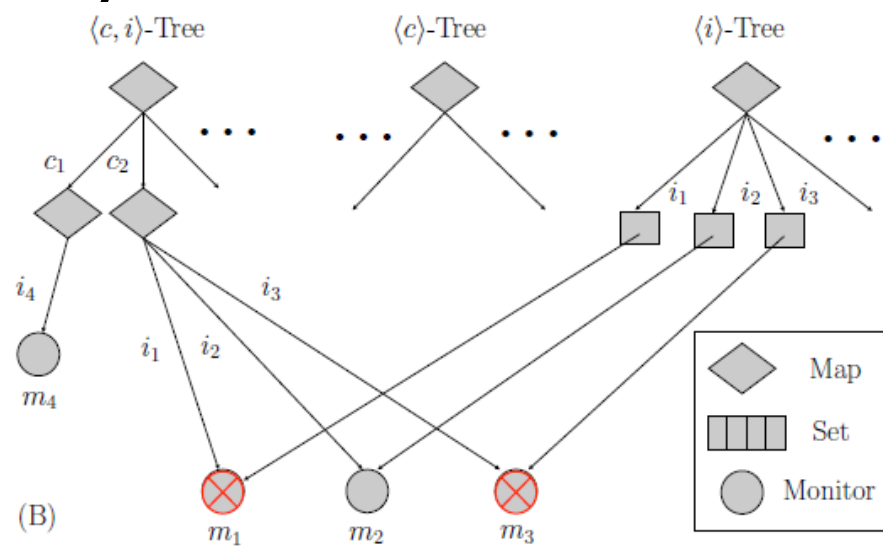 ⟨c, i⟩-Tree ⟨c⟩-Tree ⟨i⟩-Tree
• • • • • • • • • • • •
c₁ c₂
i₁ i₂ i₃
i₄
i₃
i₁ i₂
m₄
Map
Set
Monitor
(B)
m₁ m₂ m₃